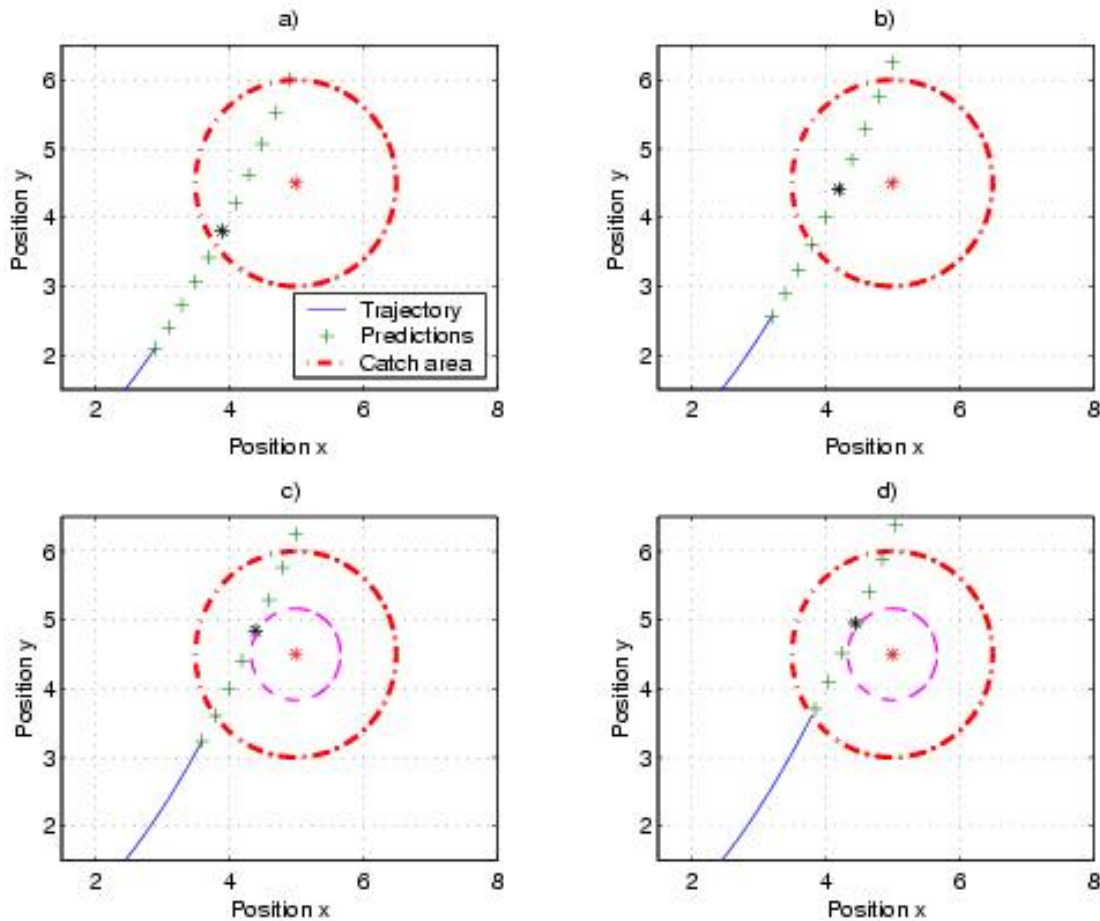 a)
6
5
4
3
2
2 4 6 8
Position y
Position x
Trajectory
Predictions
Catch area
b)
6
5
4
3
2
2 4 6 8
Position y
Position x
c)
6
5
4
3
2
2 4 6 8
Position y
Position x
d)
6
5
4
3
2
2 4 6 8
Position y
Position x